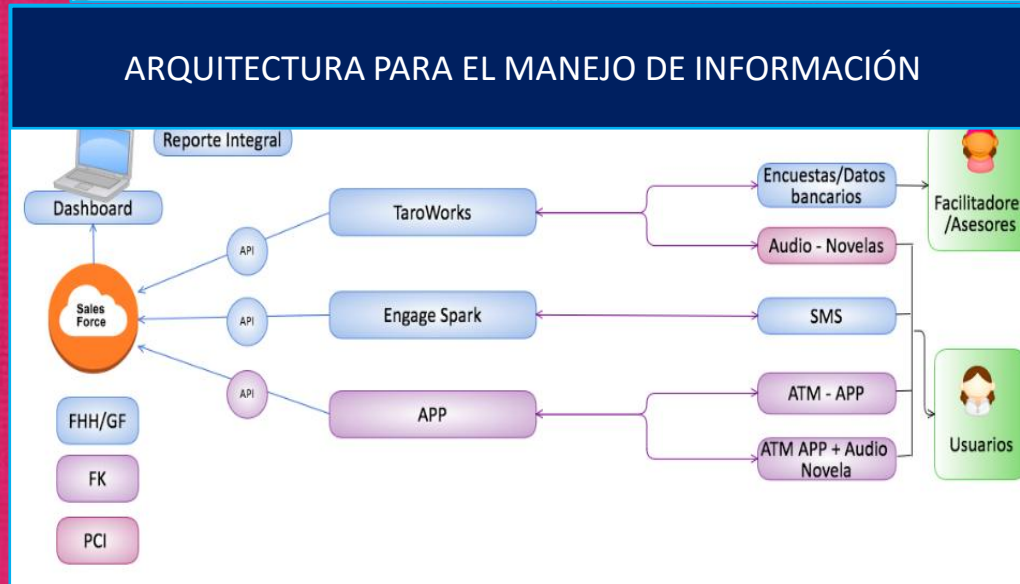 ARQUITECTURA PARA EL MANEJO DE INFORMACIÓN
Reporte Integral
Dashboard
Sales
Force
FHH/GF
FK
PCI
API
API
API
TaroWorks
Engage Spark
APP
Encuestas/Datos
bancarios
Audio - Novelas
SMS
ATM - APP
ATM APP + Audio
Novela
Facilitadore
/Asesores
Usuarios